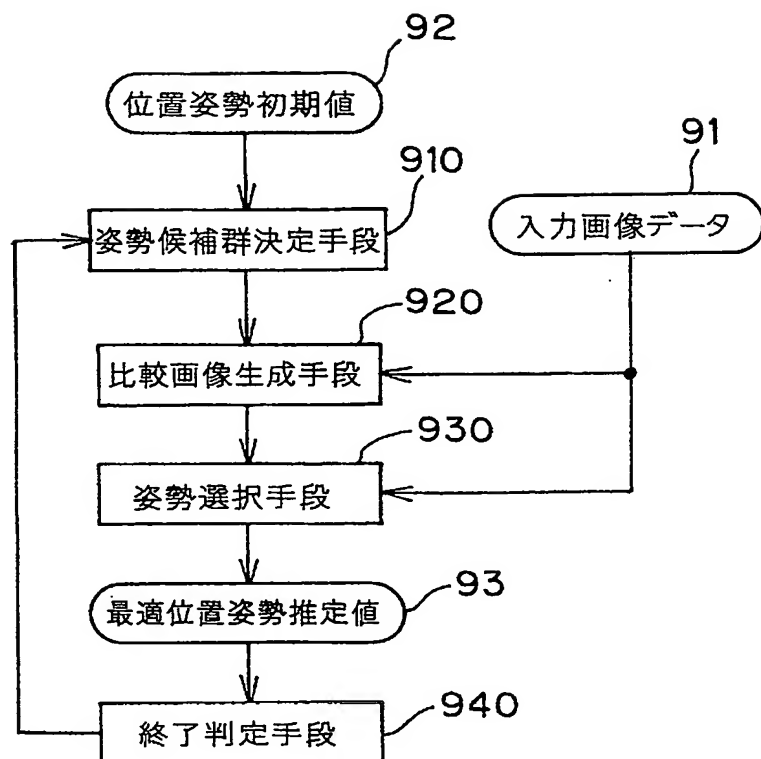 92
位置姿勢初期値
91
入力画像データ
910
姿勢候補群決定手段
920
比較画像生成手段
930
姿勢選択手段
93
最適位置姿勢推定値
940
終了判定手段